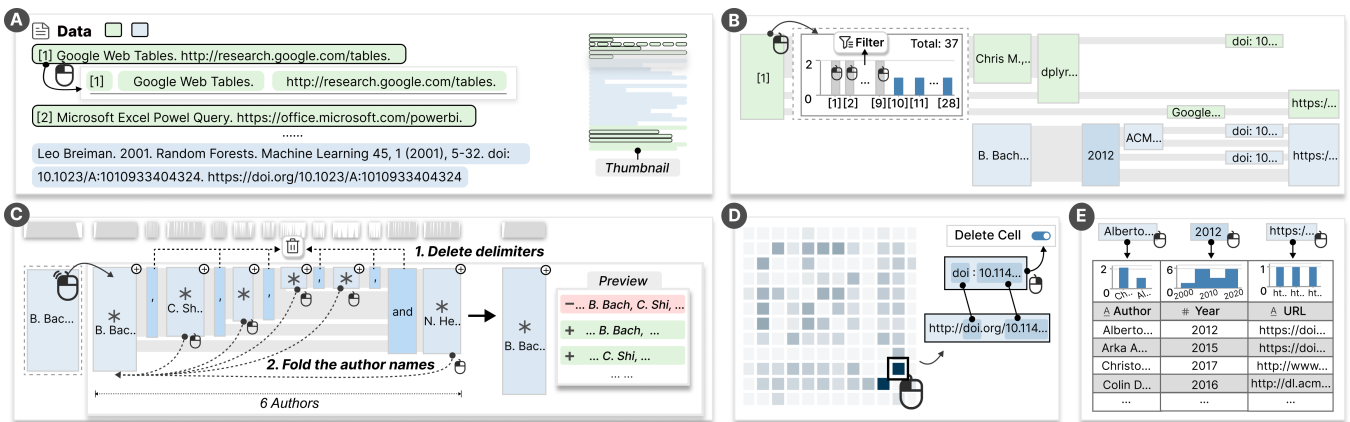 A
Data
[1] Google Web Tables. http://research.google.com/tables.
[1] Google Web Tables. http://research.google.com/tables.
[2] Microsoft Excel Powel Query. https://office.microsoft.com/powerbi.
......
Leo Breiman. 2001. Random Forests. Machine Learning 45, 1 (2001), 5-32. doi:
10.1023/A:1010933404324. https://doi.org/10.1023/A:1010933404324
Thumbnail
B
[1]
Filter
Total: 37
2
0
... ...
[1] [2] [9] [10] [11] [28]
Chris M.,..
dplyr...
doi: 10...
Google...
https:/...
B. Bach...
2012
ACM...
doi: 10...
doi: 10...
https:/...
C
1. Delete delimiters
B. Bac...
* B. Bac..
,
* C. Sh..
,
*
,
*
,
*
,
and
* N. He..
2. Fold the author names
6 Authors
* B. Bac..
Preview
− ... B. Bach, C. Shi, ...
+ ... B. Bach, ...
+ ... C. Shi, ...
... ...
D
Delete Cell
doi : 10.114...
http://doi.org/10.114...
E
Alberto... 2012 https:/...
2
0
Ch.. Al..
6
0
2000 2010 2020
1
0
ht.. ht.. ht..
A Author # Year A URL
Alberto... 2012 https://doi...
Arka A... 2015 https://doi...
Christo... 2017 http://www...
Colin D... 2016 http://dl.acm...
... ... ...